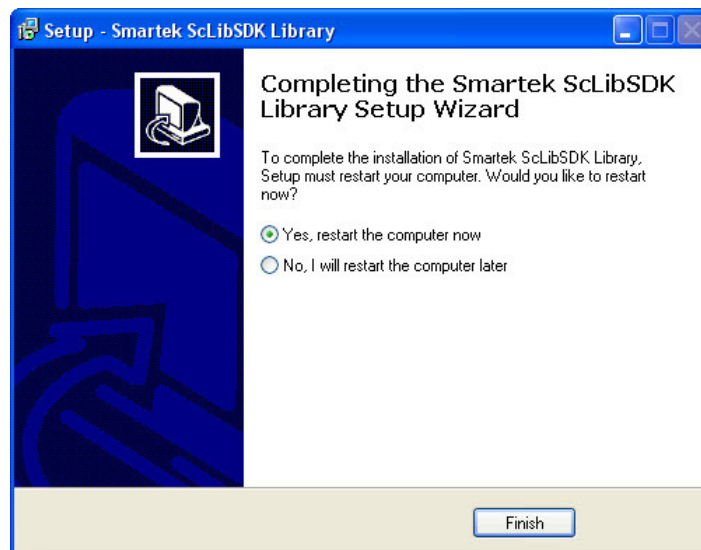 Setup - Smartek ScLibSDK Library
Completing the Smartek ScLibSDK
Library Setup Wizard
To complete the installation of Smartek ScLibSDK Library,
Setup must restart your computer. Would you like to restart
now?
Yes, restart the computer now
No, I will restart the computer later
Finish